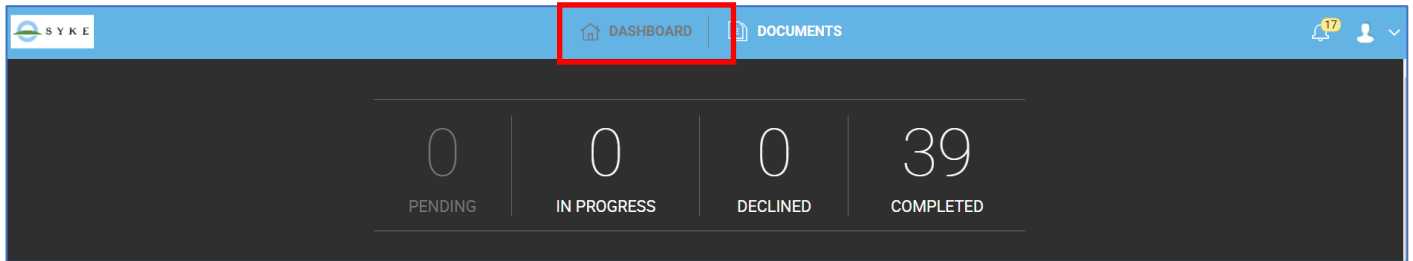 SYKE
DASHBOARD
DOCUMENTS
17
0
0
0
39
PENDING
IN PROGRESS
DECLINED
COMPLETED